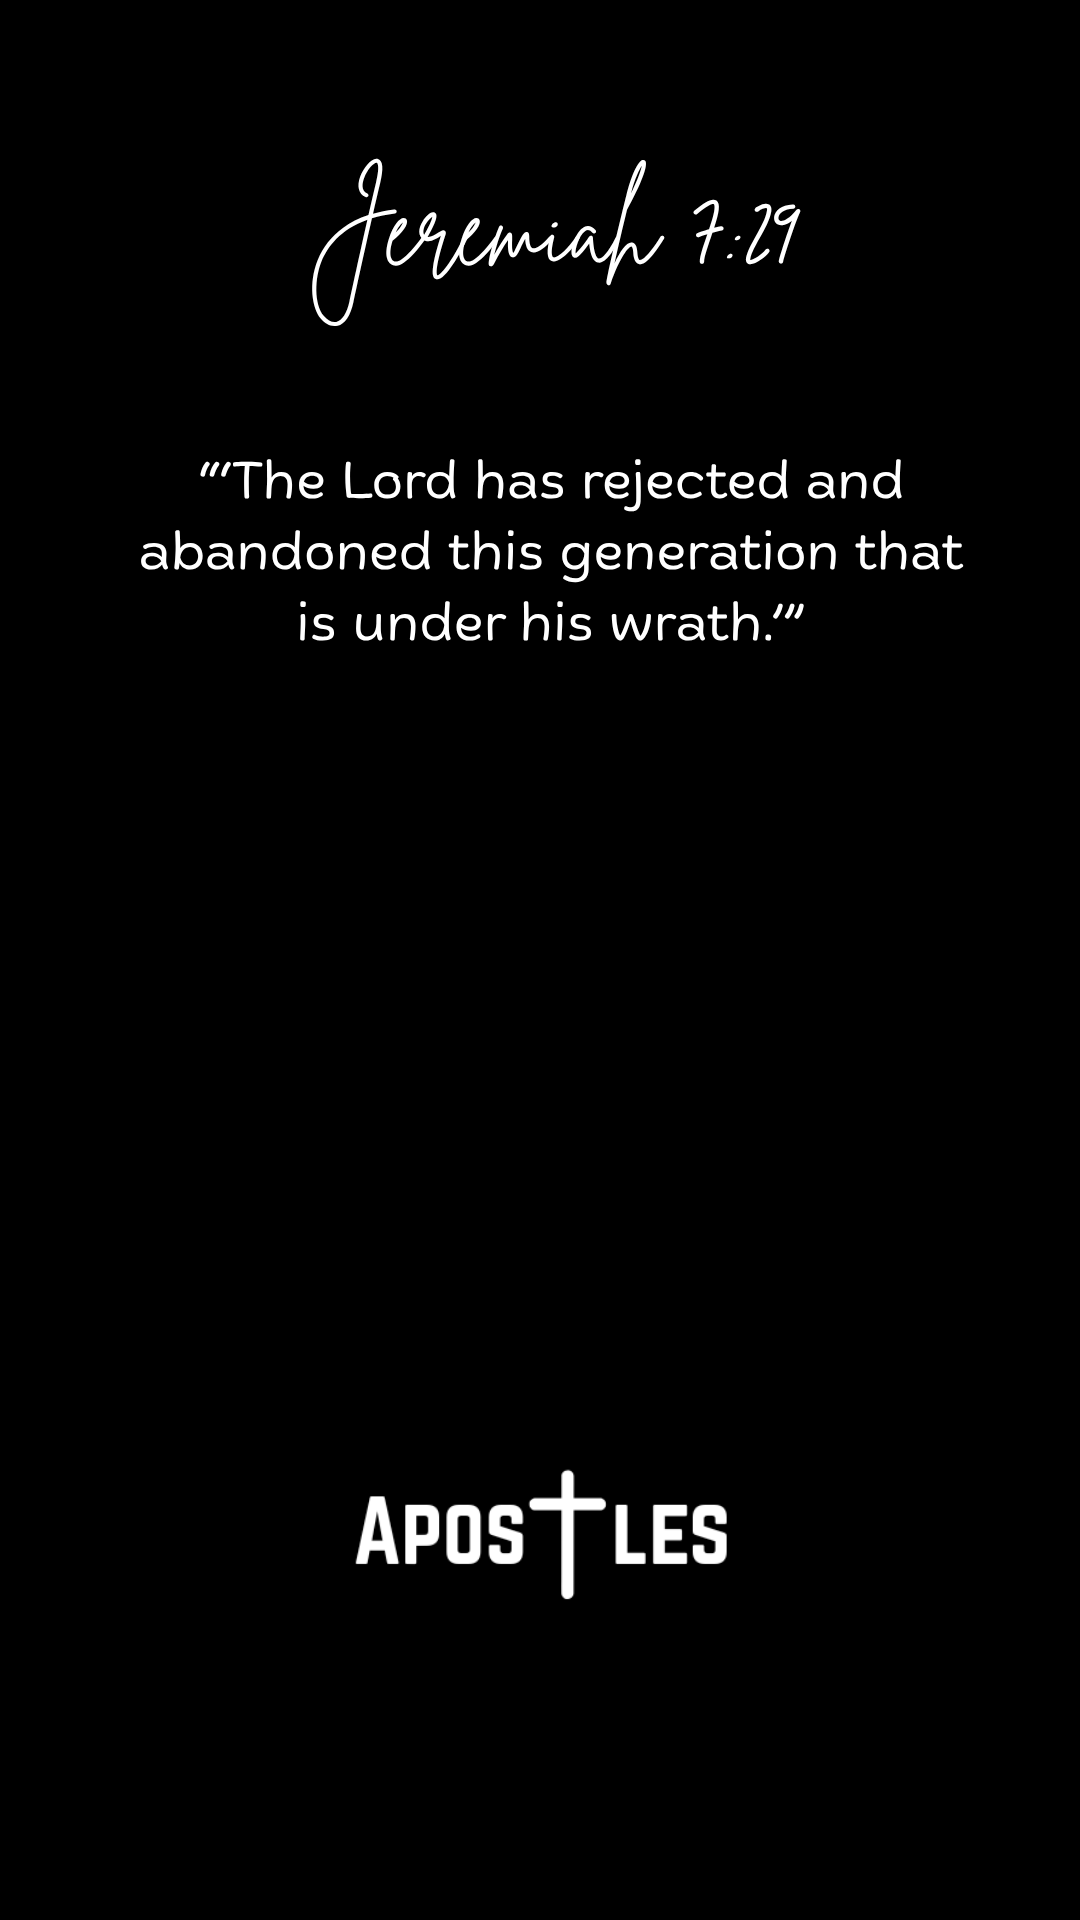 Jeremiah 7:29
“‘The Lord has rejected and
abandoned this generation that
is under his wrath.’”
APOSTLES